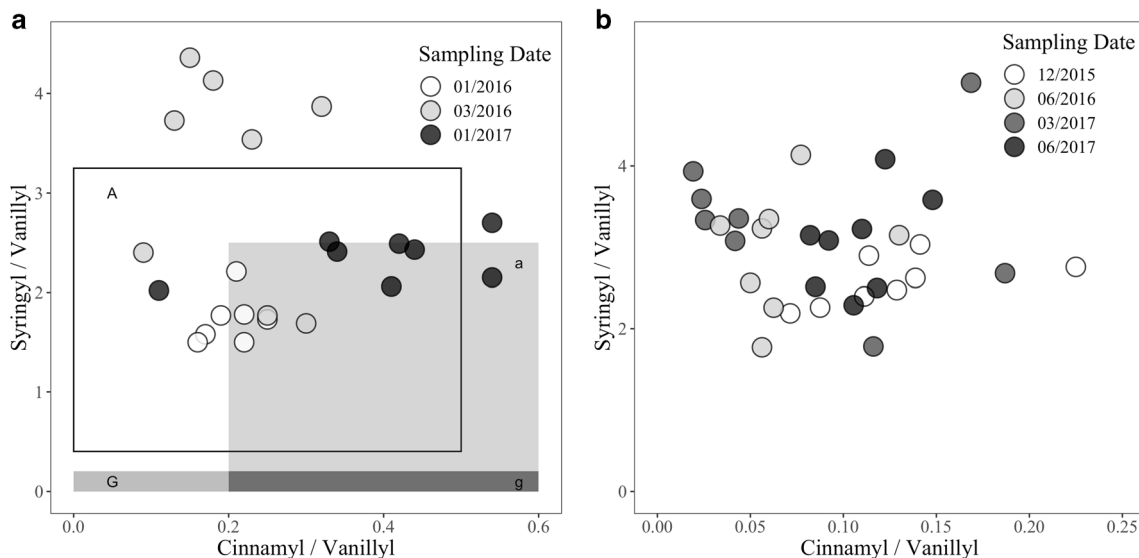 a
Sampling Date
01/2016
03/2016
01/2017
A
a
G
g
4
3
2
1
0
0.0 0.2 0.4 0.6
Syringyl / Vanillyl
Cinnamyl / Vanillyl
b
Sampling Date
12/2015
06/2016
03/2017
06/2017
4
2
0
0.00 0.05 0.10 0.15 0.20 0.25
Syringyl / Vanillyl
Cinnamyl / Vanillyl